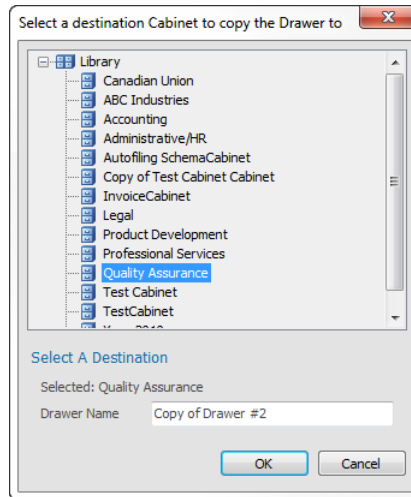 Select a destination Cabinet to copy the Drawer to
Library
Canadian Union
ABC Industries
Accounting
Administrative/HR
Autofiling SchemaCabinet
Copy of Test Cabinet Cabinet
InvoiceCabinet
Legal
Product Development
Professional Services
Quality Assurance
Test Cabinet
TestCabinet
Select A Destination
Selected: Quality Assurance
Drawer Name Copy of Drawer #2
OK Cancel